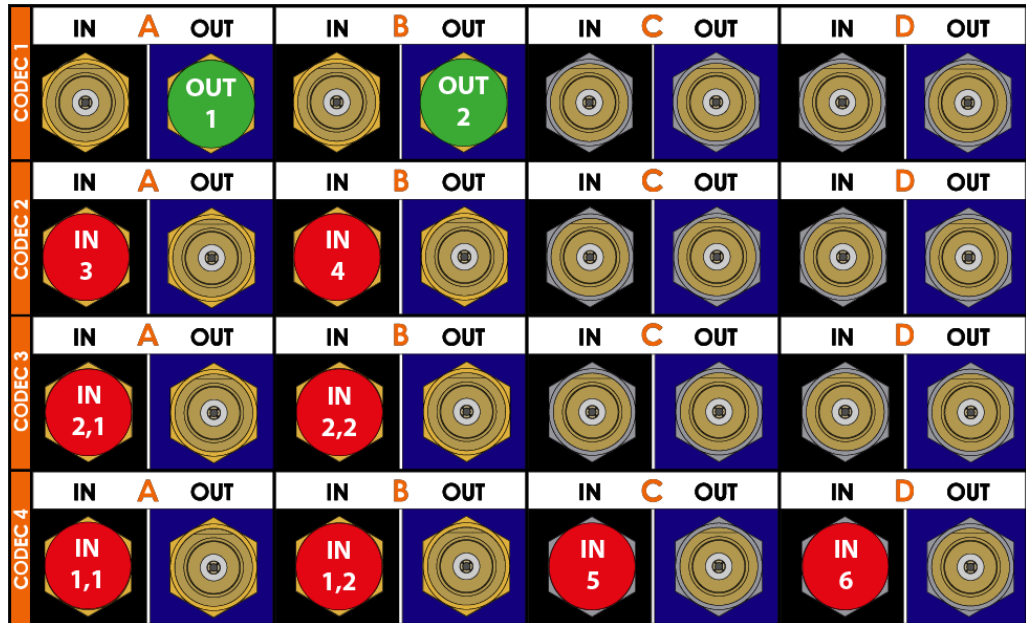 CODEC 1
IN A OUT IN B OUT IN C OUT IN D OUT
OUT
1
OUT
2
CODEC 2
IN A OUT IN B OUT IN C OUT IN D OUT
IN
3
IN
4
CODEC 3
IN A OUT IN B OUT IN C OUT IN D OUT
IN
2,1
IN
2,2
CODEC 4
IN A OUT IN B OUT IN C OUT IN D OUT
IN
1,1
IN
1,2
IN
5
IN
6